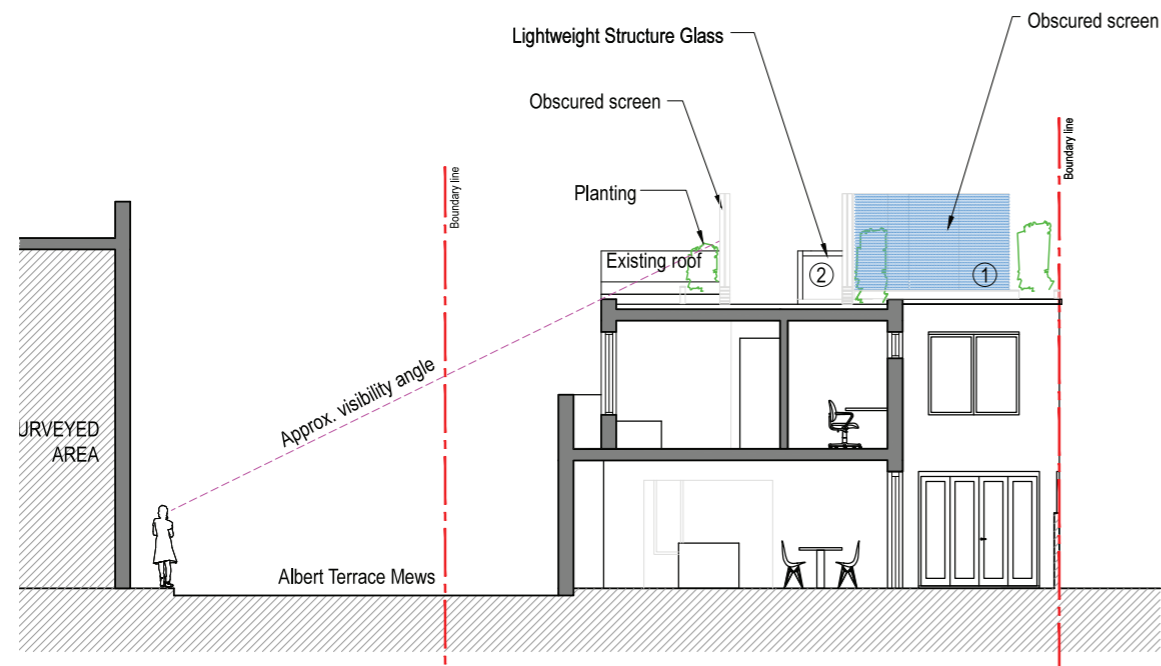 Obscured screen
Lightweight Structure Glass
Obscured screen
Boundary line
Boundary line
Planting
Existing roof
2
1
Approx. visibility angle
URVEYED
AREA
Albert Terrace Mews